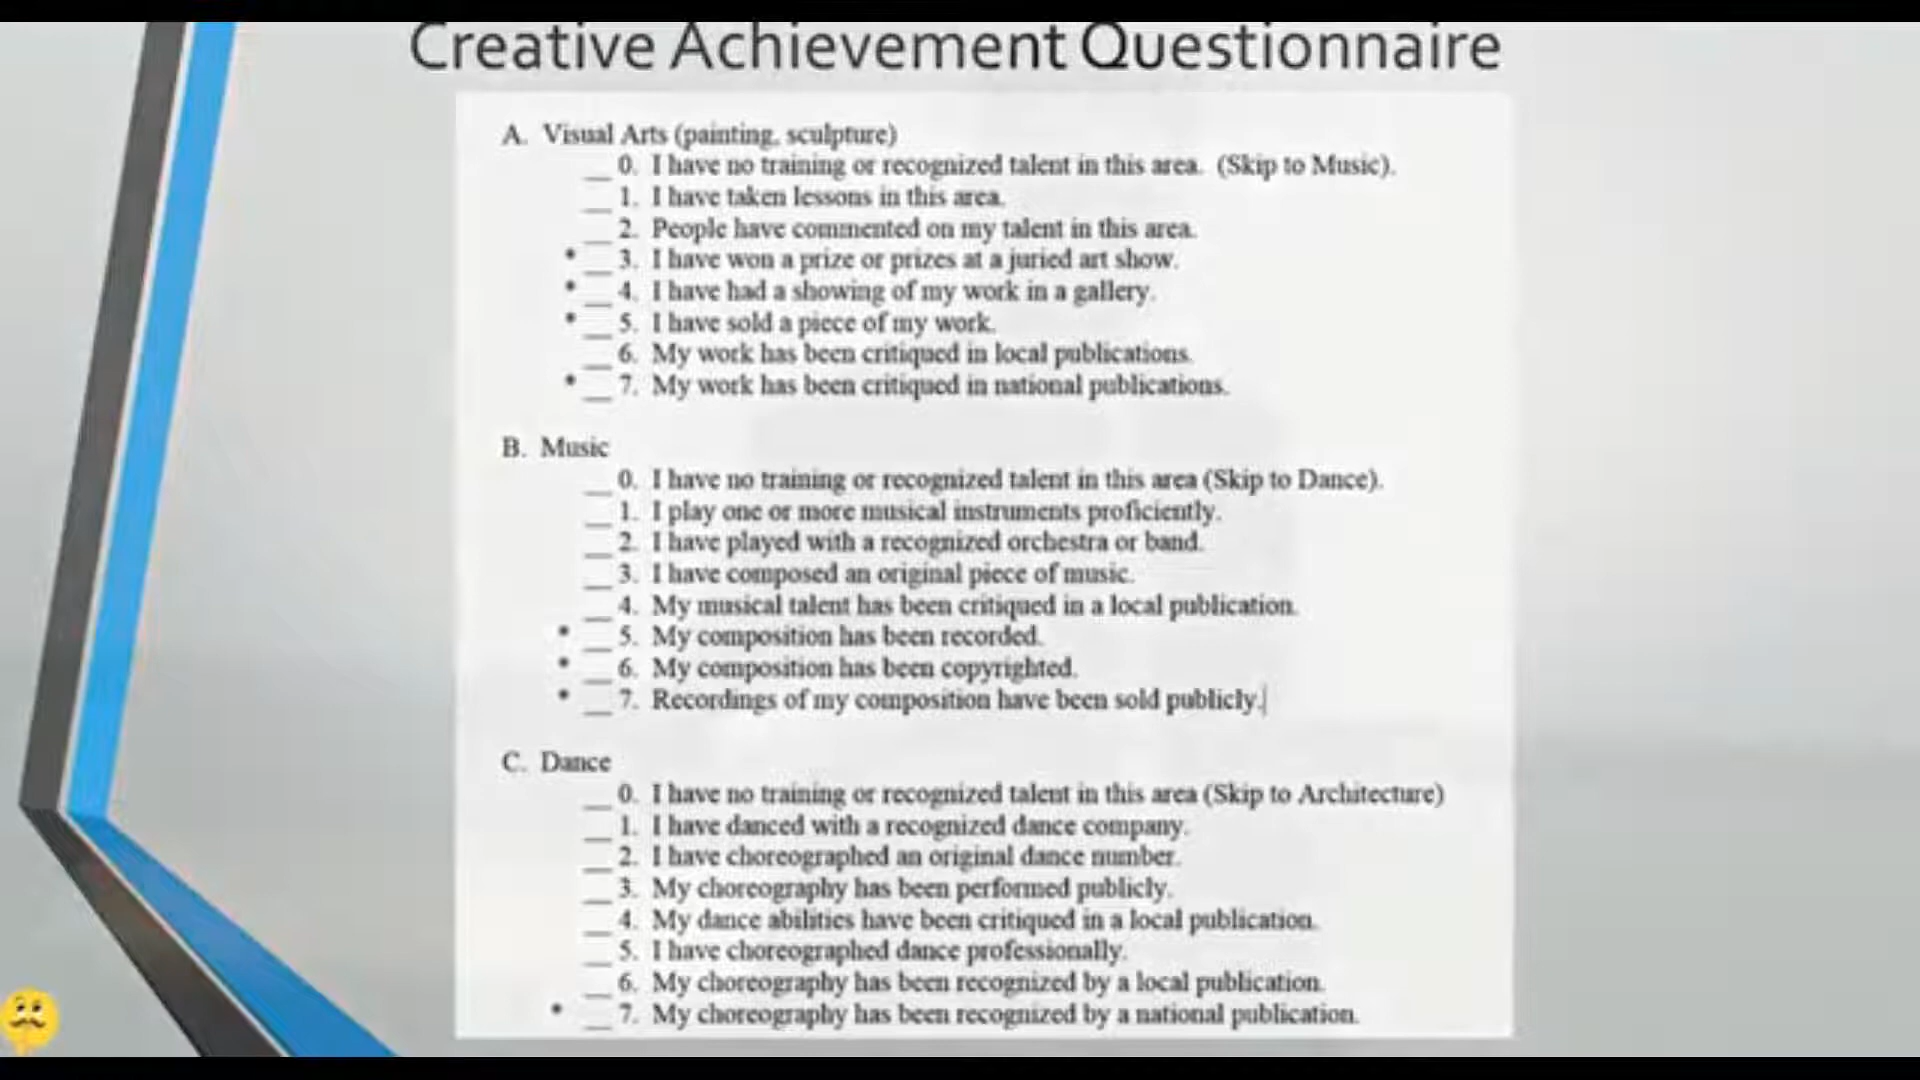 Creative Achievement Questionnaire
A. Visual Arts (painting, sculpture)
__ 0. I have no training or recognized talent in this area. (Skip to Music).
__ 1. I have taken lessons in this area.
__ 2. People have commented on my talent in this area.
* __ 3. I have won a prize or prizes at a juried art show.
* __ 4. I have had a showing of my work in a gallery.
* __ 5. I have sold a piece of my work.
__ 6. My work has been critiqued in local publications.
* __ 7. My work has been critiqued in national publications.
B. Music
__ 0. I have no training or recognized talent in this area (Skip to Dance).
__ 1. I play one or more musical instruments proficiently.
__ 2. I have played with a recognized orchestra or band.
__ 3. I have composed an original piece of music.
__ 4. My musical talent has been critiqued in a local publication.
* __ 5. My composition has been recorded.
* __ 6. My composition has been copyrighted.
* __ 7. Recordings of my composition have been sold publicly.
C. Dance
__ 0. I have no training or recognized talent in this area (Skip to Architecture)
__ 1. I have danced with a recognized dance company.
__ 2. I have choreographed an original dance number.
__ 3. My choreography has been performed publicly.
__ 4. My dance abilities have been critiqued in a local publication.
__ 5. I have choreographed dance professionally.
__ 6. My choreography has been recognized by a local publication.
* __ 7. My choreography has been recognized by a national publication.